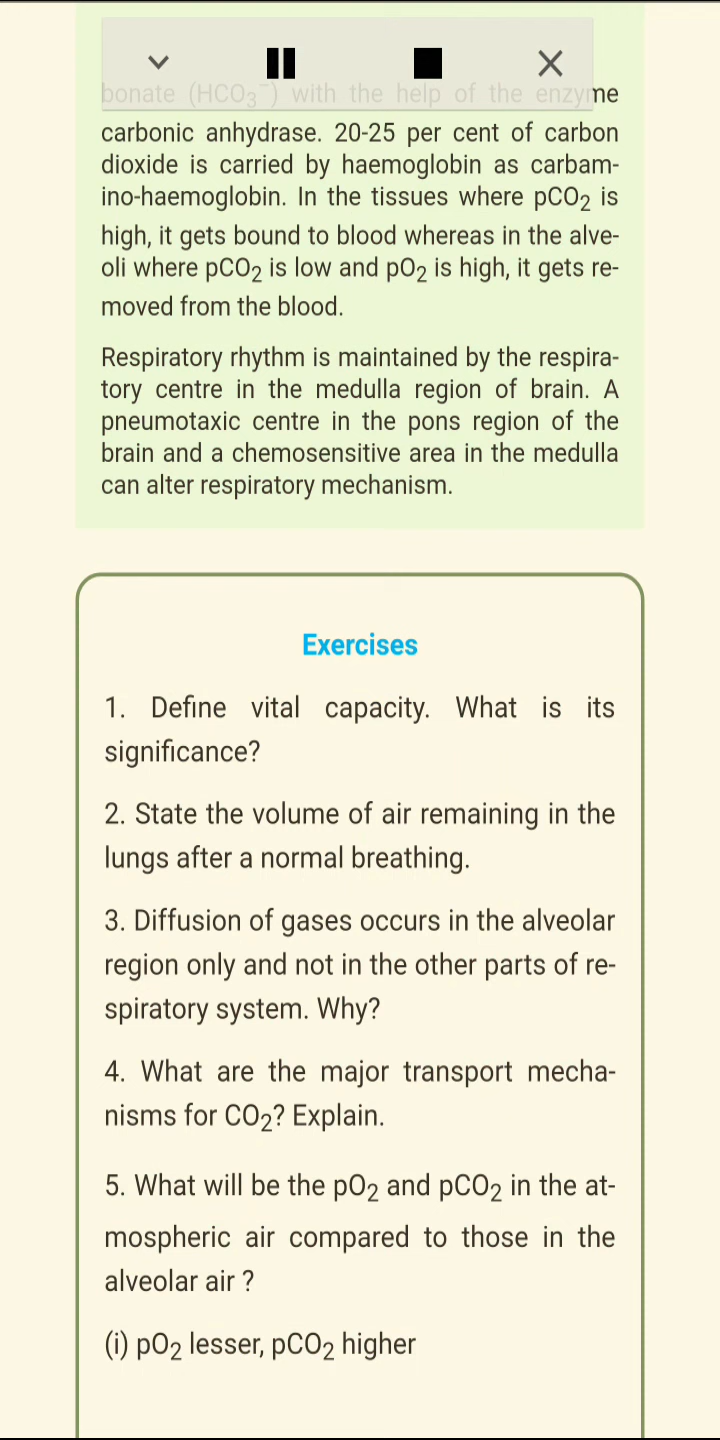 bonate (HCO₃⁻) with the help of the enzyme
carbonic anhydrase. 20-25 per cent of carbon
dioxide is carried by haemoglobin as carbam-
ino-haemoglobin. In the tissues where pCO₂ is
high, it gets bound to blood whereas in the alve-
oli where pCO₂ is low and pO₂ is high, it gets re-
moved from the blood.
Respiratory rhythm is maintained by the respira-
tory centre in the medulla region of brain. A
pneumotaxic centre in the pons region of the
brain and a chemosensitive area in the medulla
can alter respiratory mechanism.
Exercises
1. Define vital capacity. What is its
significance?
2. State the volume of air remaining in the
lungs after a normal breathing.
3. Diffusion of gases occurs in the alveolar
region only and not in the other parts of re-
spiratory system. Why?
4. What are the major transport mecha-
nisms for CO₂? Explain.
5. What will be the pO₂ and pCO₂ in the at-
mospheric air compared to those in the
alveolar air ?
(i) pO₂ lesser, pCO₂ higher